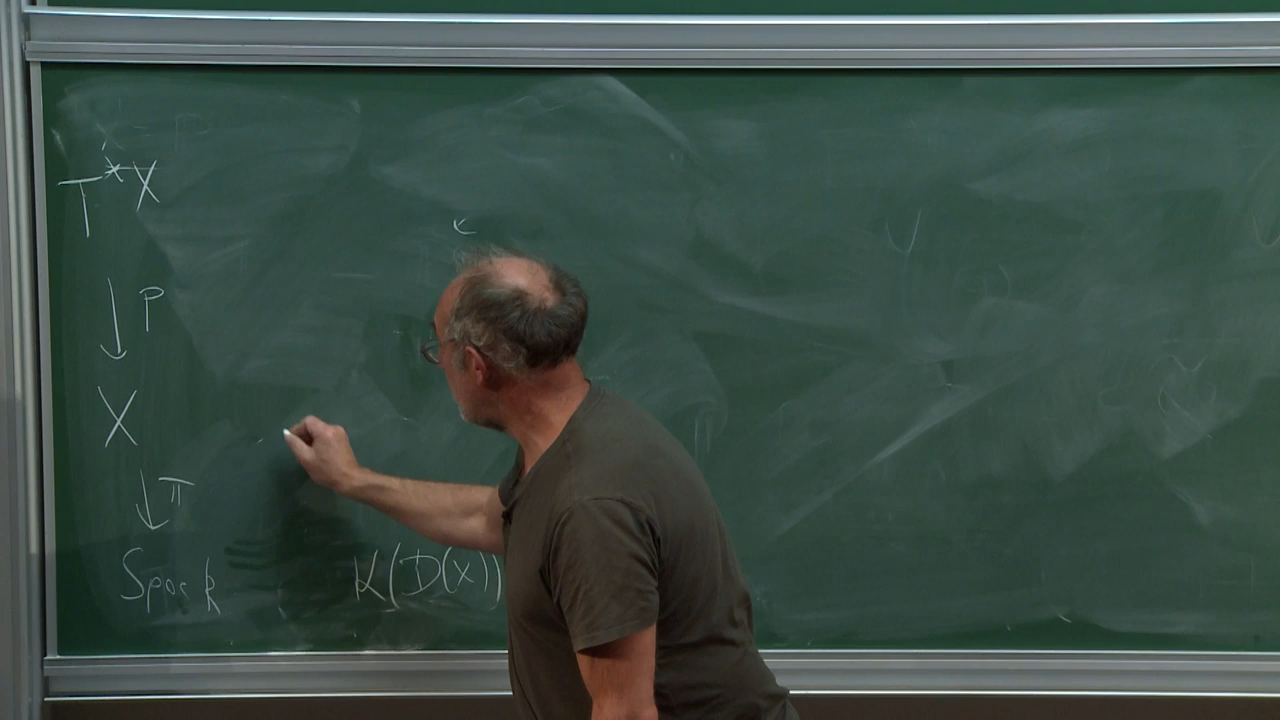 T*X
↓ p
X
↓ π
Spec k K(D(X))